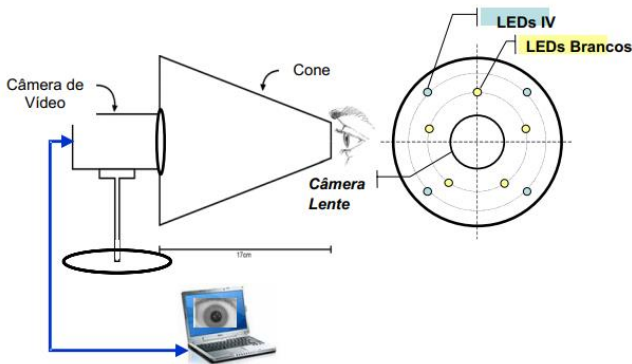 LEDs IV
LEDs Brancos
Cone
Câmera de
Vídeo
Câmera
Lente
17cm